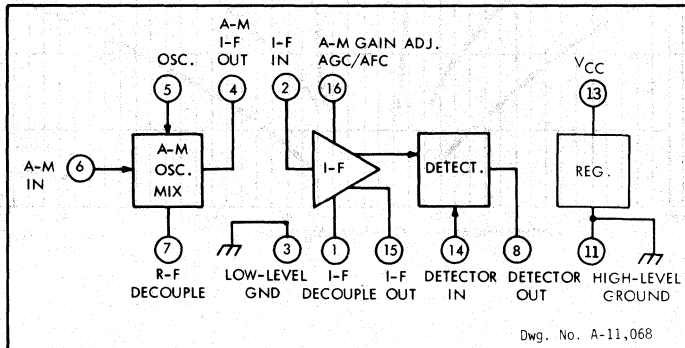 A-M
I-F
OUT
OSC.
5
4
I-F
IN
2
A-M GAIN ADJ.
AGC/AFC
16
VCC
13
A-M
IN
6
A-M
OSC.
MIX
I-F
DETECT.
REG.
7
3
1
15
14
8
11
R-F
DECOUPLE
LOW-LEVEL
GND
I-F
DECOUPLE
I-F
OUT
DETECTOR
IN
DETECTOR
OUT
HIGH-LEVEL
GROUND
Dwg. No. A-11,068